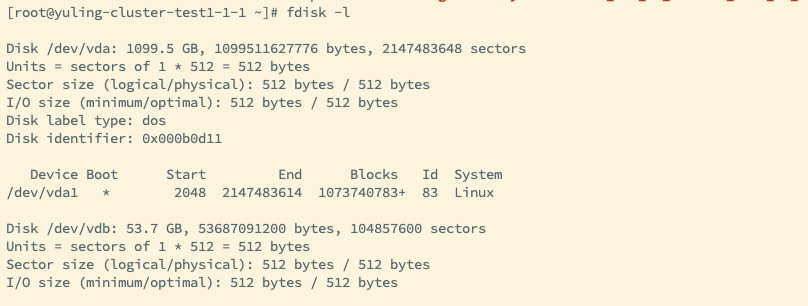 [root@yuling-cluster-test1-1-1 ~]# fdisk -l
Disk /dev/vda: 1099.5 GB, 1099511627776 bytes, 2147483648 sectors
Units = sectors of 1 * 512 = 512 bytes
Sector size (logical/physical): 512 bytes / 512 bytes
I/O size (minimum/optimal): 512 bytes / 512 bytes
Disk label type: dos
Disk identifier: 0x000b0d11
Device Boot Start End Blocks Id System
/dev/vda1 * 2048 2147483614 1073740783+ 83 Linux
Disk /dev/vdb: 53.7 GB, 53687091200 bytes, 104857600 sectors
Units = sectors of 1 * 512 = 512 bytes
Sector size (logical/physical): 512 bytes / 512 bytes
I/O size (minimum/optimal): 512 bytes / 512 bytes